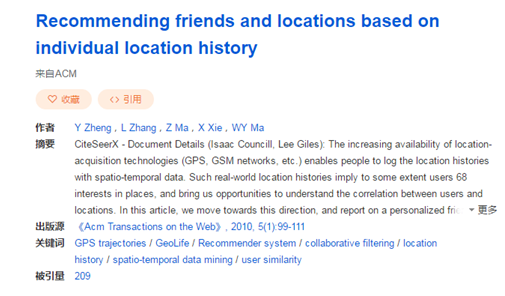 Recommending friends and locations based on
individual location history
来自ACM
收藏 引用
作者 Y Zheng , L Zhang , Z Ma , X Xie , WY Ma
摘要 CiteSeerX - Document Details (Isaac Councill, Lee Giles): The increasing availability of location-
acquisition technologies (GPS, GSM networks, etc.) enables people to log the location histories
with spatio-temporal data. Such real-world location histories imply to some extent users 68
interests in places, and bring us opportunities to understand the correlation between users and
locations. In this article, we move towards this direction, and report on a personalized 更多
出版源 《Acm Transactions on the Web》, 2010, 5(1):99-111
关键词 GPS trajectories / GeoLife / Recommender system / collaborative filtering / location
history / spatio-temporal data mining / user similarity
被引量 209